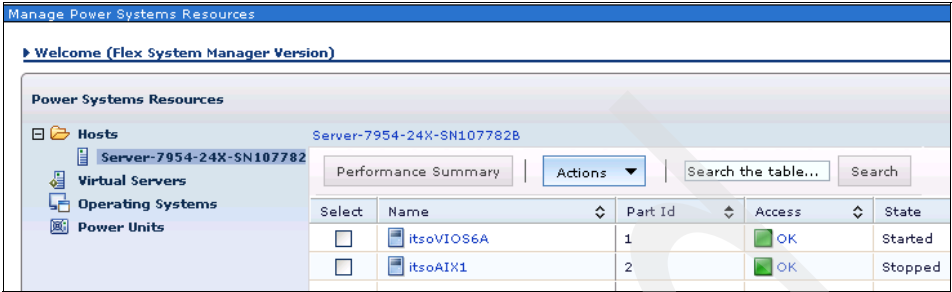 Manage Power Systems Resources
Welcome (Flex System Manager Version)
Power Systems Resources
Hosts
Server-7954-24X-SN107782
Virtual Servers
Operating Systems
Power Units
Server-7954-24X-SN107782B
Performance Summary | Actions | Search the table... Search
Select Name Part Id Access State
itsoVIOS6A 1 OK Started
itsoAIX1 2 OK Stopped